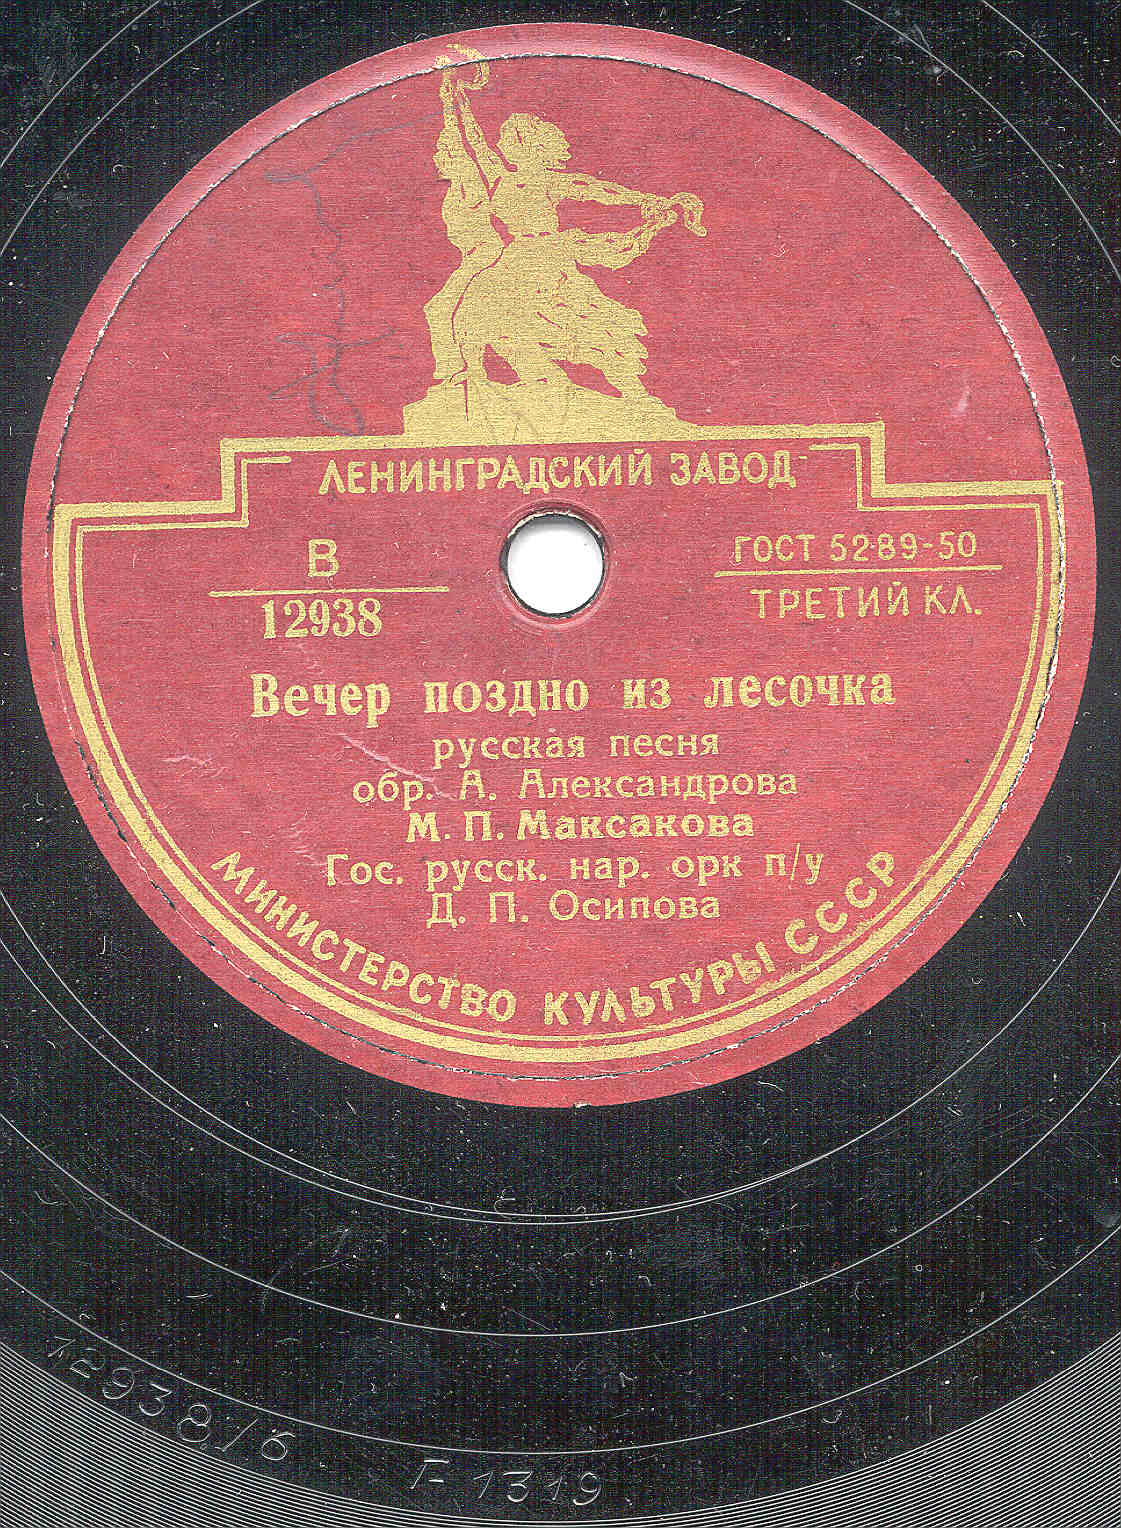 ЛЕНИНГРАДСКИЙ ЗАВОД
В
12938
ГОСТ 5289-50
ТРЕТИЙ КЛ.
Вечер поздно из лесочка
русская песня
обр. А. Александрова
М. П. Максакова
Гос. русск. нар. орк п/у
Д. П. Осипова
МИНИСТЕРСТВО КУЛЬТУРЫ СССР
12938/6
Г 1319